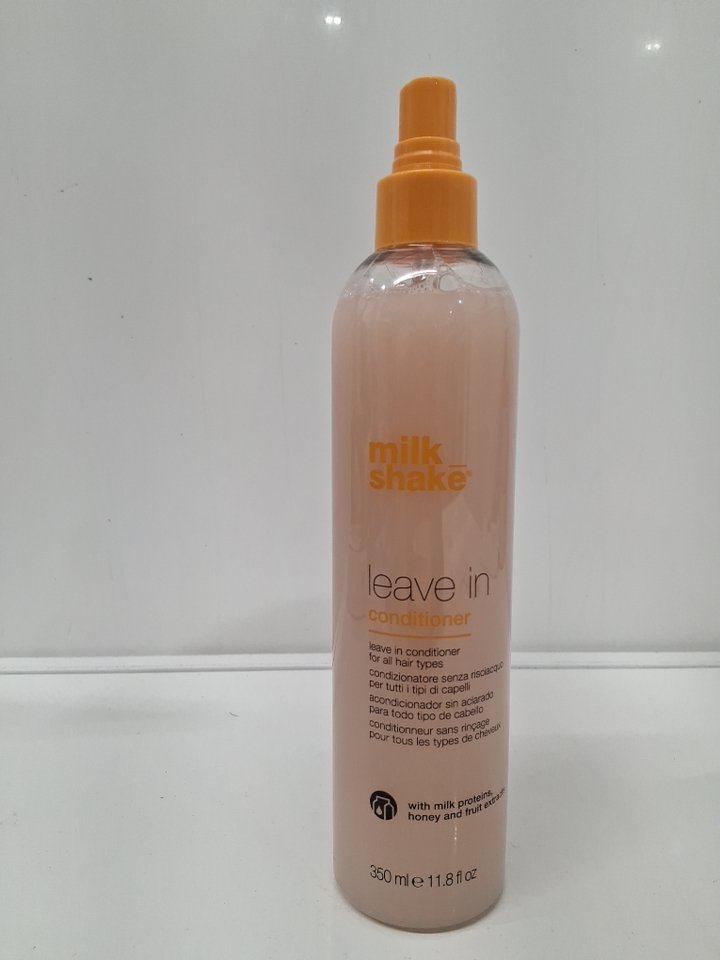 milk_
shake®
leave in
conditioner
leave in conditioner
for all hair types
condizionatore senza risciacquo
per tutti i tipi di capelli
acondicionador sin aclarado
para todo tipo de cabello
conditionneur sans rinçage
pour tous les types de cheveux
with milk proteins,
honey and fruit extracts
350 ml e 11.8 fl oz